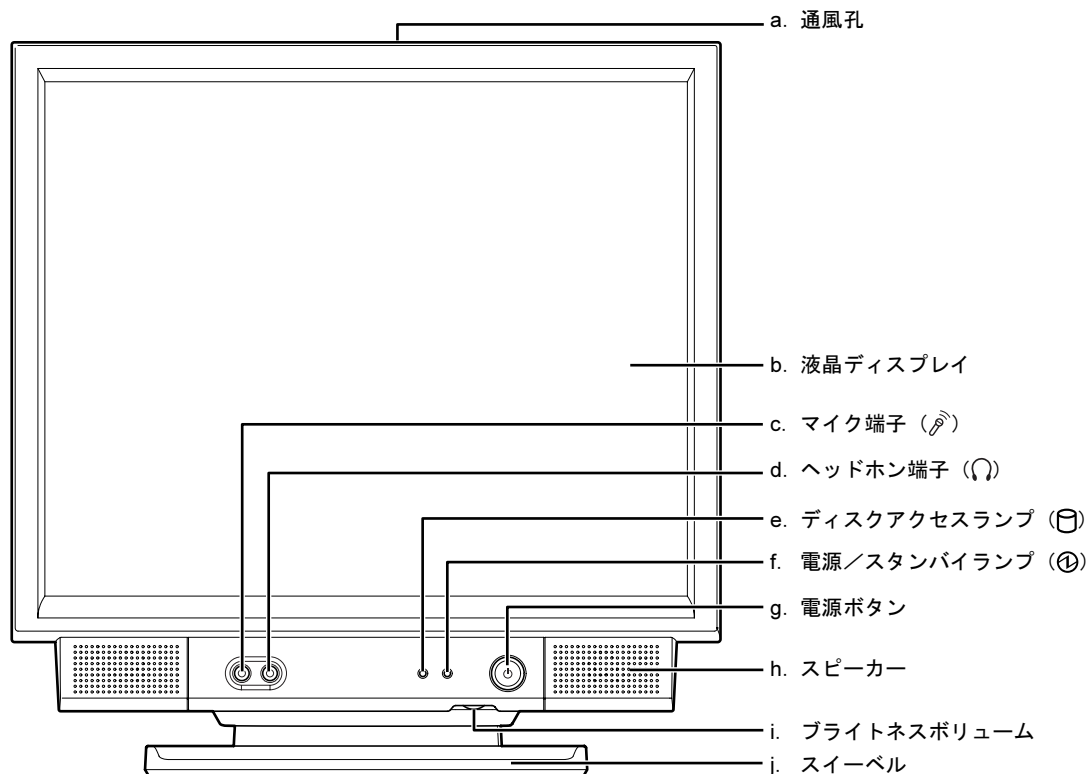 a. 通風孔
b. 液晶ディスプレイ
c. マイク端子（）
d. ヘッドホン端子（）
e. ディスクアクセスランプ（）
f. 電源／スタンバイランプ（）
g. 電源ボタン
h. スピーカー
i. ブライトネスボリューム
j. スイーベル